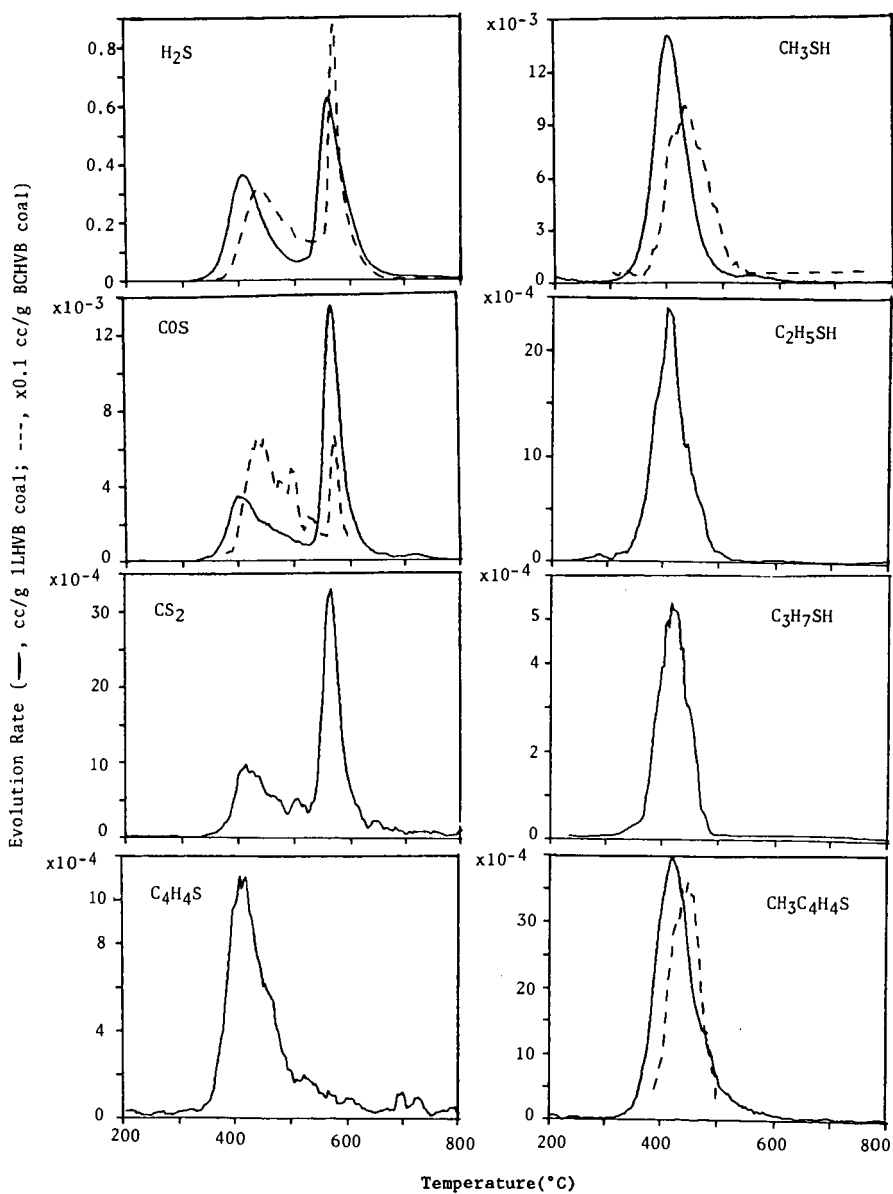 Evolution Rate (—, cc/g ILHVB coal; ---, x0.1 cc/g BCHVB coal)
H2S
0.8
0.6
0.4
0.2
0
x10-3
CH3SH
12
9
6
3
0
x10-3
COS
12
8
4
0
x10-4
C2H5SH
20
10
0
x10-4
CS2
30
20
10
0
x10-4
C3H7SH
5
4
2
0
x10-4
C4H4S
10
8
4
0
200
400
600
800
x10-4
CH3C4H4S
30
20
10
0
200
400
600
800
Temperature(°C)